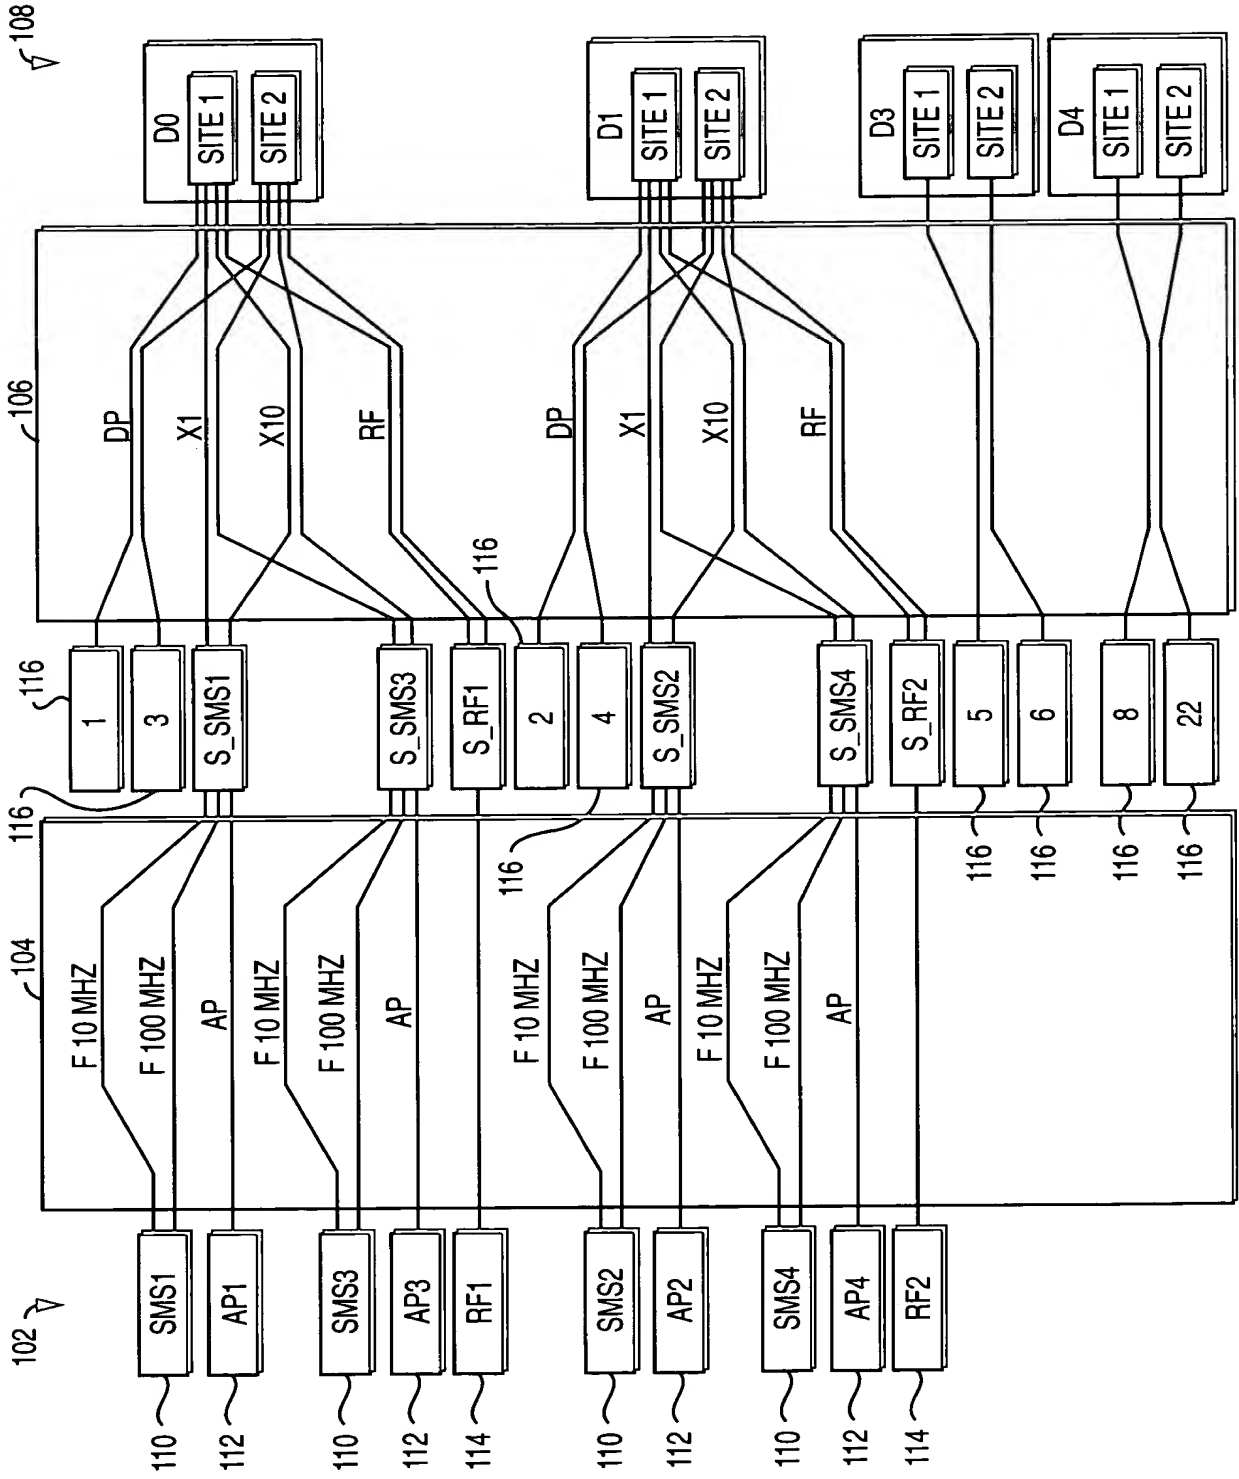 102
104
106
108
110
SMS1
112
AP1
110
SMS3
112
AP3
114
RF1
110
SMS2
112
AP2
110
SMS4
112
AP4
114
RF2
F 10 MHZ
F 100 MHZ
AP
F 10 MHZ
F 100 MHZ
AP
F 10 MHZ
F 100 MHZ
AP
F 10 MHZ
F 100 MHZ
AP
116
1
116
3
S_SMS1
S_SMS3
S_RF1
116
2
116
4
S_SMS2
S_SMS4
S_RF2
116
5
116
6
116
8
116
22
DP
X1
X10
RF
DP
X1
X10
RF
D0
SITE 1
SITE 2
D1
SITE 1
SITE 2
D3
SITE 1
SITE 2
D4
SITE 1
SITE 2